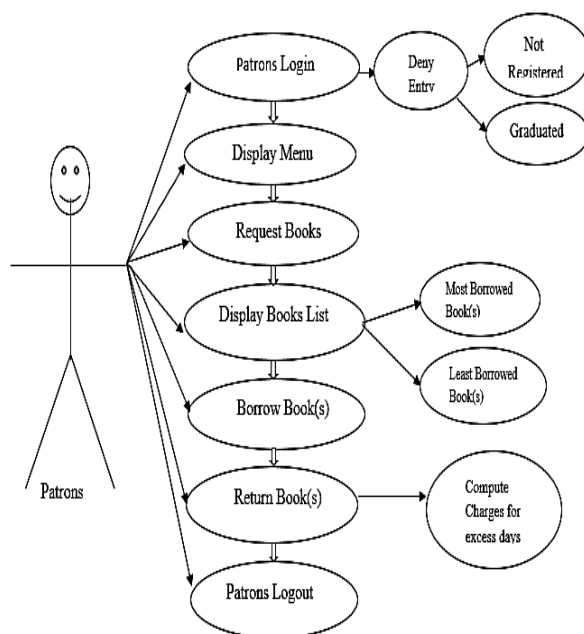 Patrons Login
Deny
Entry
Not
Registered
Graduated
Display Menu
Request Books
Display Books List
Most Borrowed
Book(s)
Least Borrowed
Book(s)
Borrow Book(s)
Return Book(s)
Compute
Charges for
excess days
Patrons Logout
Patrons